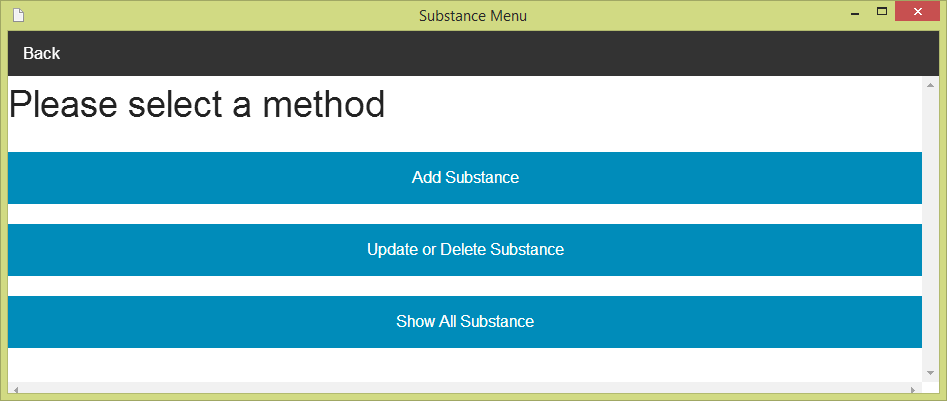 Substance Menu
Back
Please select a method
Add Substance
Update or Delete Substance
Show All Substance